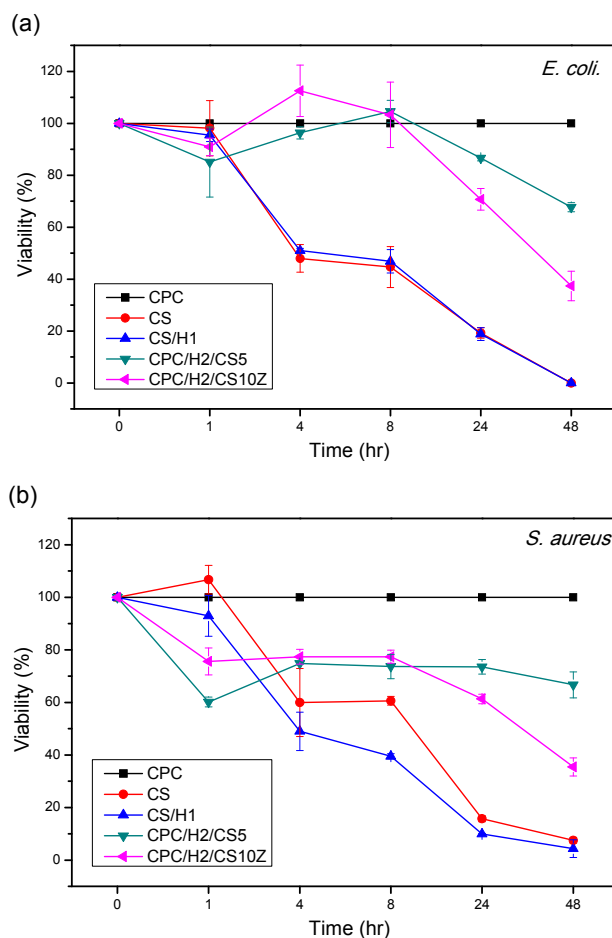 (a)
E. coli.
120
100
80
60
40
20
0
Viability (%)
CPC
CS
CS/H1
CPC/H2/CS5
CPC/H2/CS10Z
0 1 4 8 24 48
Time (hr)
(b)
S. aureus
120
100
80
60
40
20
0
Viability (%)
CPC
CS
CS/H1
CPC/H2/CS5
CPC/H2/CS10Z
0 1 4 8 24 48
Time (hr)